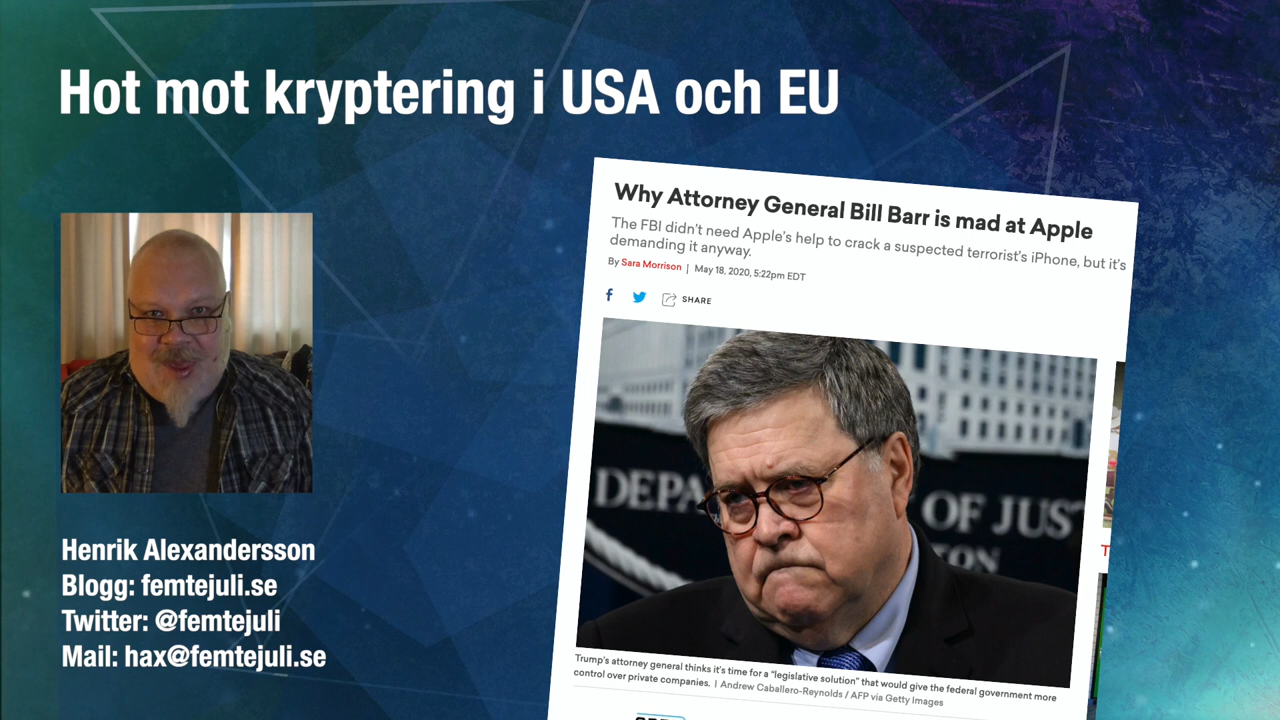 Hot mot kryptering i USA och EU
Why Attorney General Bill Barr is mad at Apple
The FBI didn't need Apple's help to crack a suspected terrorist's iPhone, but it's
demanding it anyway.
By Sara Morrison | May 18, 2020, 5:22pm EDT
SHARE
OF JUS
TON
T
Trump's attorney general thinks it's time for a "legislative solution" that would give the federal government more
control over private companies. | Andrew Caballero-Reynolds / AFP via Getty Images
Henrik Alexandersson
Blogg: femtejuli.se
Twitter: @femtejuli
Mail: hax@femtejuli.se